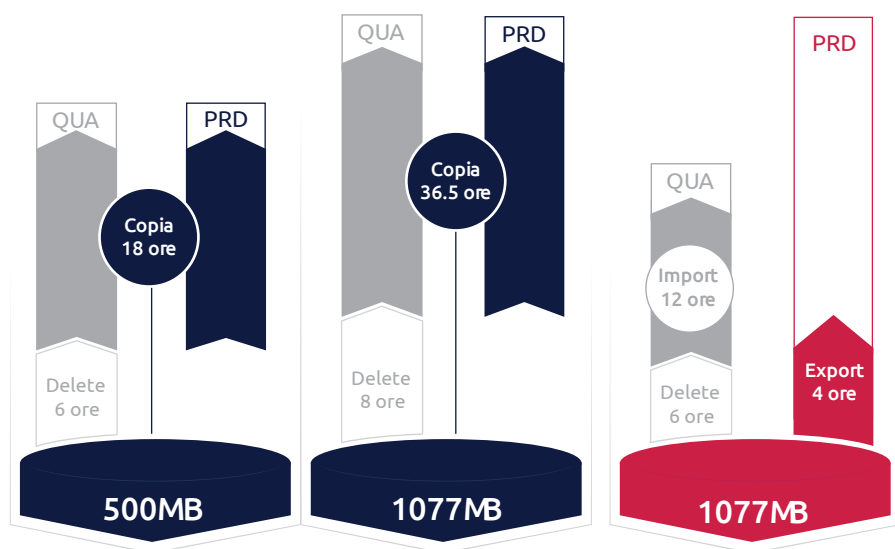 QUA
PRD
Copia
18 ore
Delete
6 ore
500MB
QUA
PRD
Copia
36.5 ore
Delete
8 ore
1077MB
PRD
QUA
Import
12 ore
Export
4 ore
Delete
6 ore
1077MB